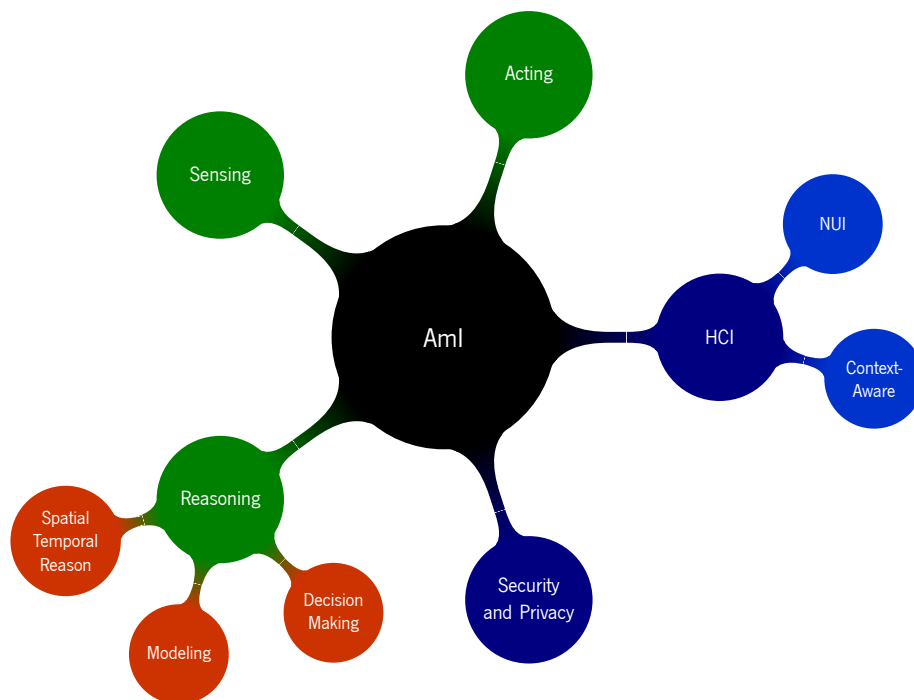 Acting
Sensing
NUI
AmI
HCI
Context-
Aware
Reasoning
Spatial
Temporal
Reason
Security
and Privacy
Decision
Making
Modeling